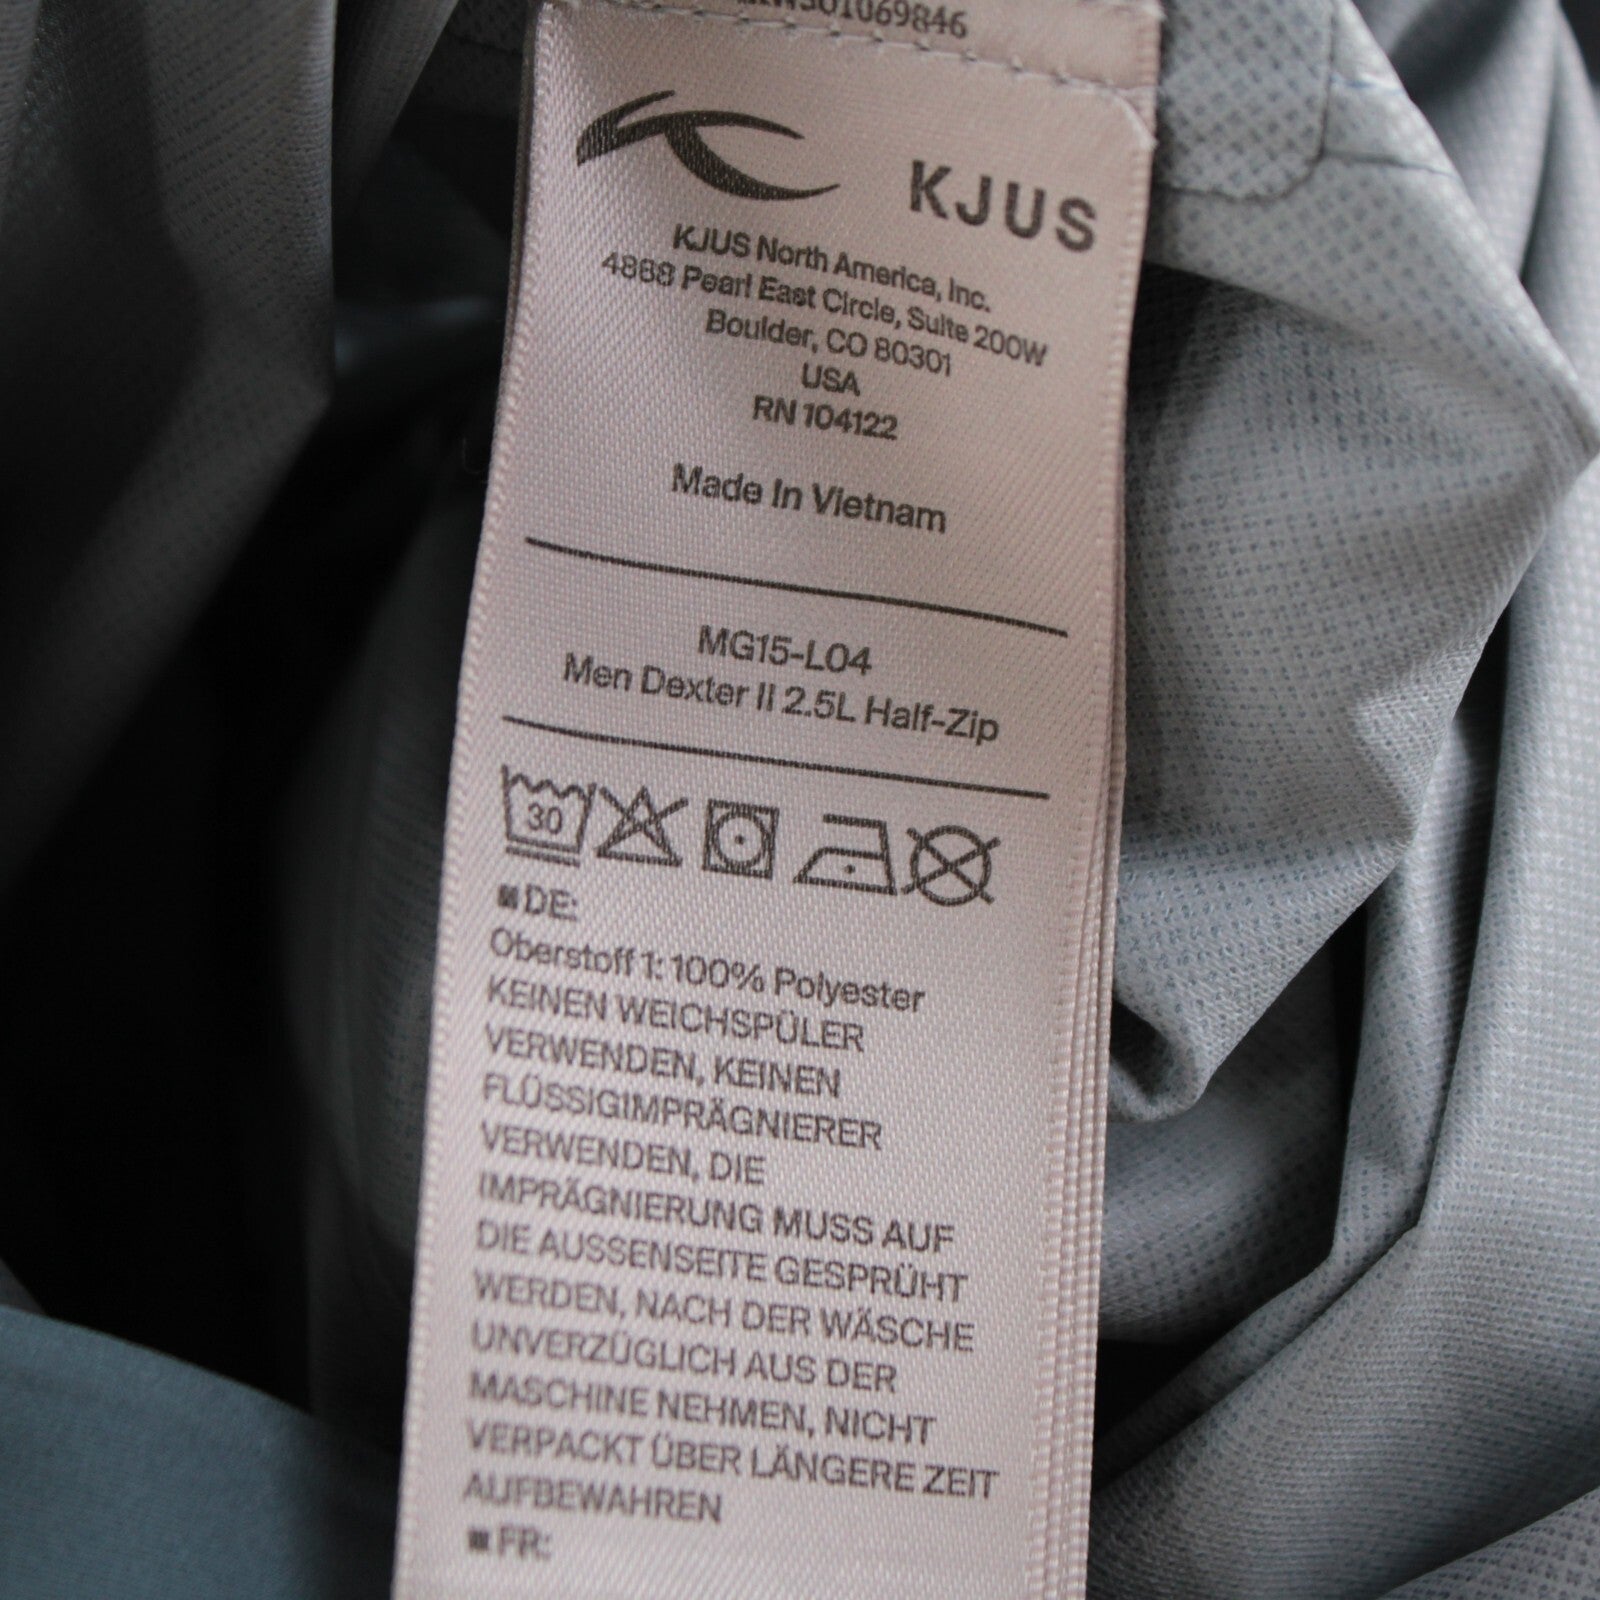 KJUS
KJUS North America, Inc.
4888 Pearl East Circle, Suite 200W
Boulder, CO 80301
USA
RN 104122
Made In Vietnam
MG15-L04
Men Dexter II 2.5L Half-Zip
30
DE:
Oberstoff 1: 100% Polyester
KEINEN WEICHSPÜLER
VERWENDEN, KEINEN
FLÜSSIGIMPRÄGNIERER
VERWENDEN, DIE
IMPRÄGNIERUNG MUSS AUF
DIE AUSSENSEITE GESPRÜHT
WERDEN, NACH DER WÄSCHE
UNVERZÜGLICH AUS DER
MASCHINE NEHMEN, NICHT
VERPACKT ÜBER LÄNGERE ZEIT
AUFBEWAHREN
FR: